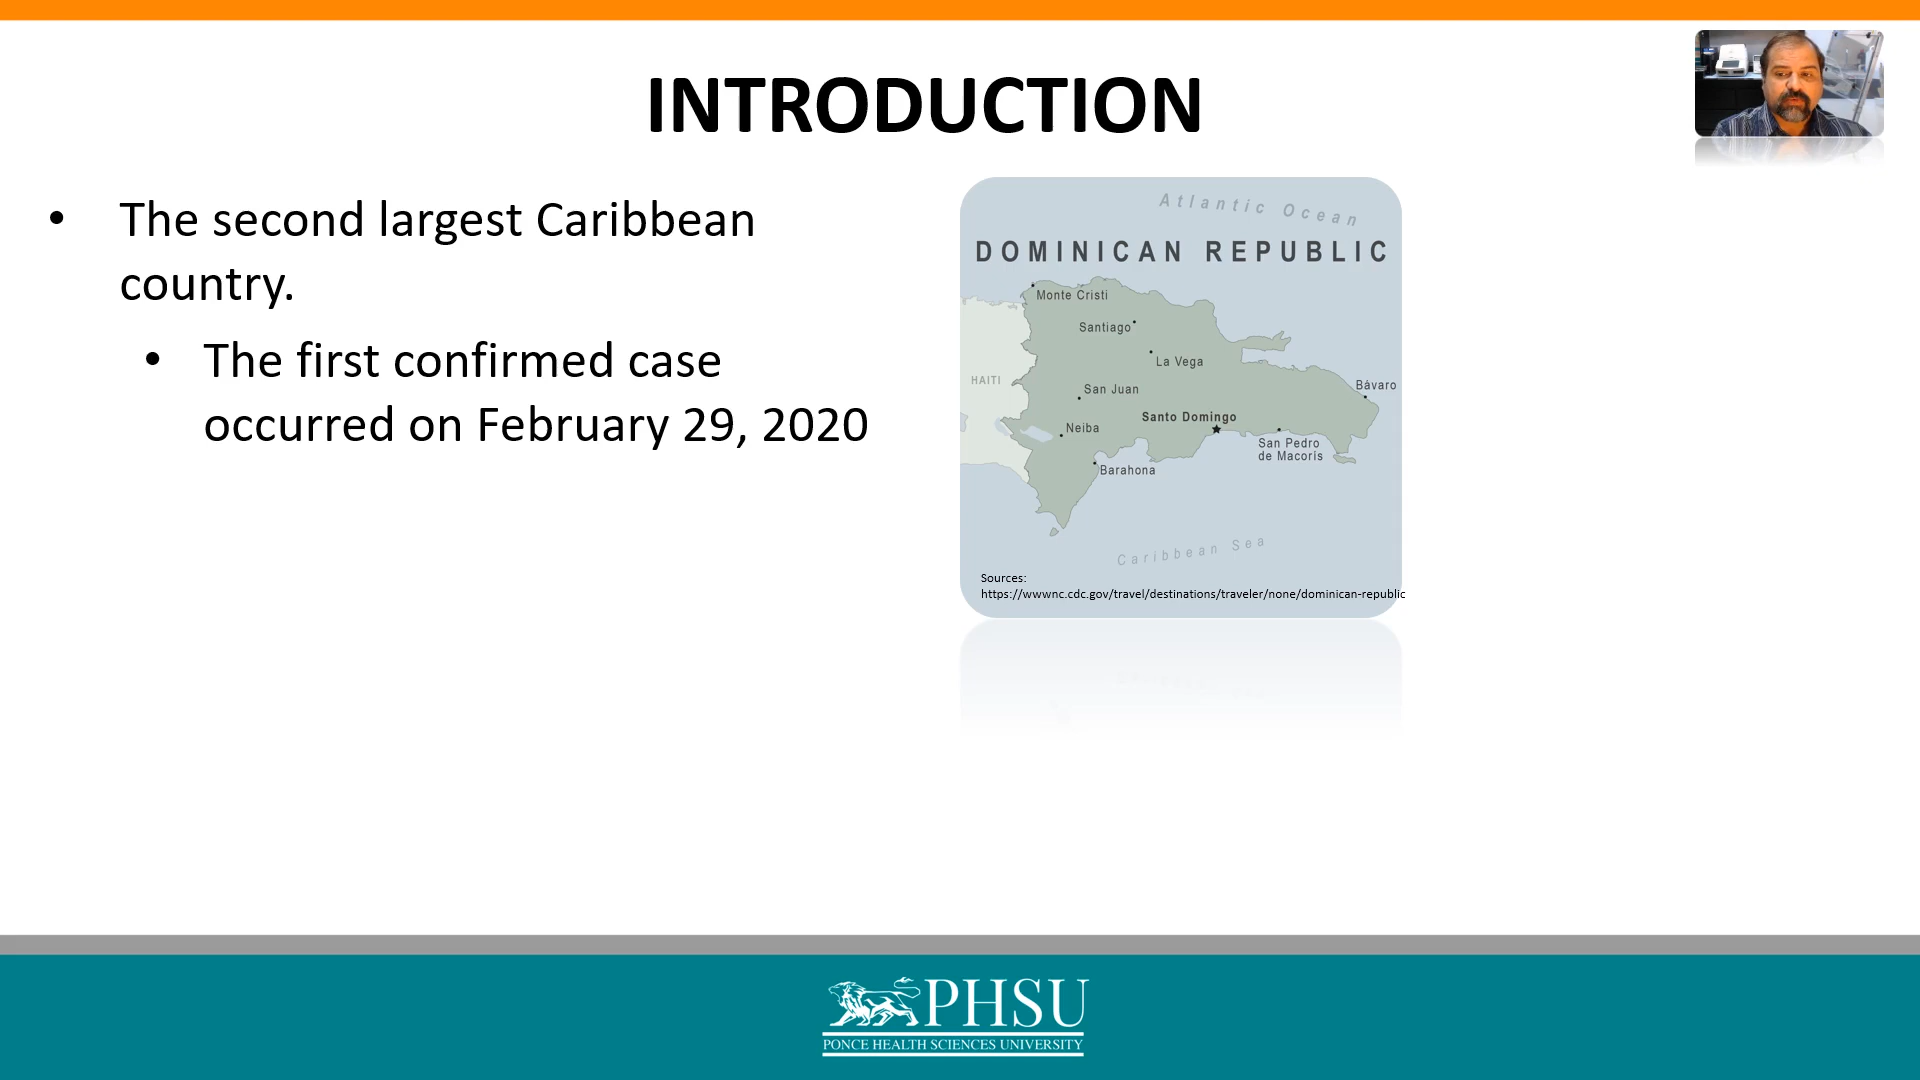 INTRODUCTION
• The second largest Caribbean
country.
• The first confirmed case
occurred on February 29, 2020
Atlantic Ocean
DOMINICAN REPUBLIC
Monte Cristi
Santiago
La Vega
HAITI
San Juan
Bávaro
Santo Domingo
Neiba
San Pedro
de Macorís
Barahona
Caribbean Sea
Sources:
https://wwwnc.cdc.gov/travel/destinations/traveler/none/dominican-republic
PHSU
PONCE HEALTH SCIENCES UNIVERSITY